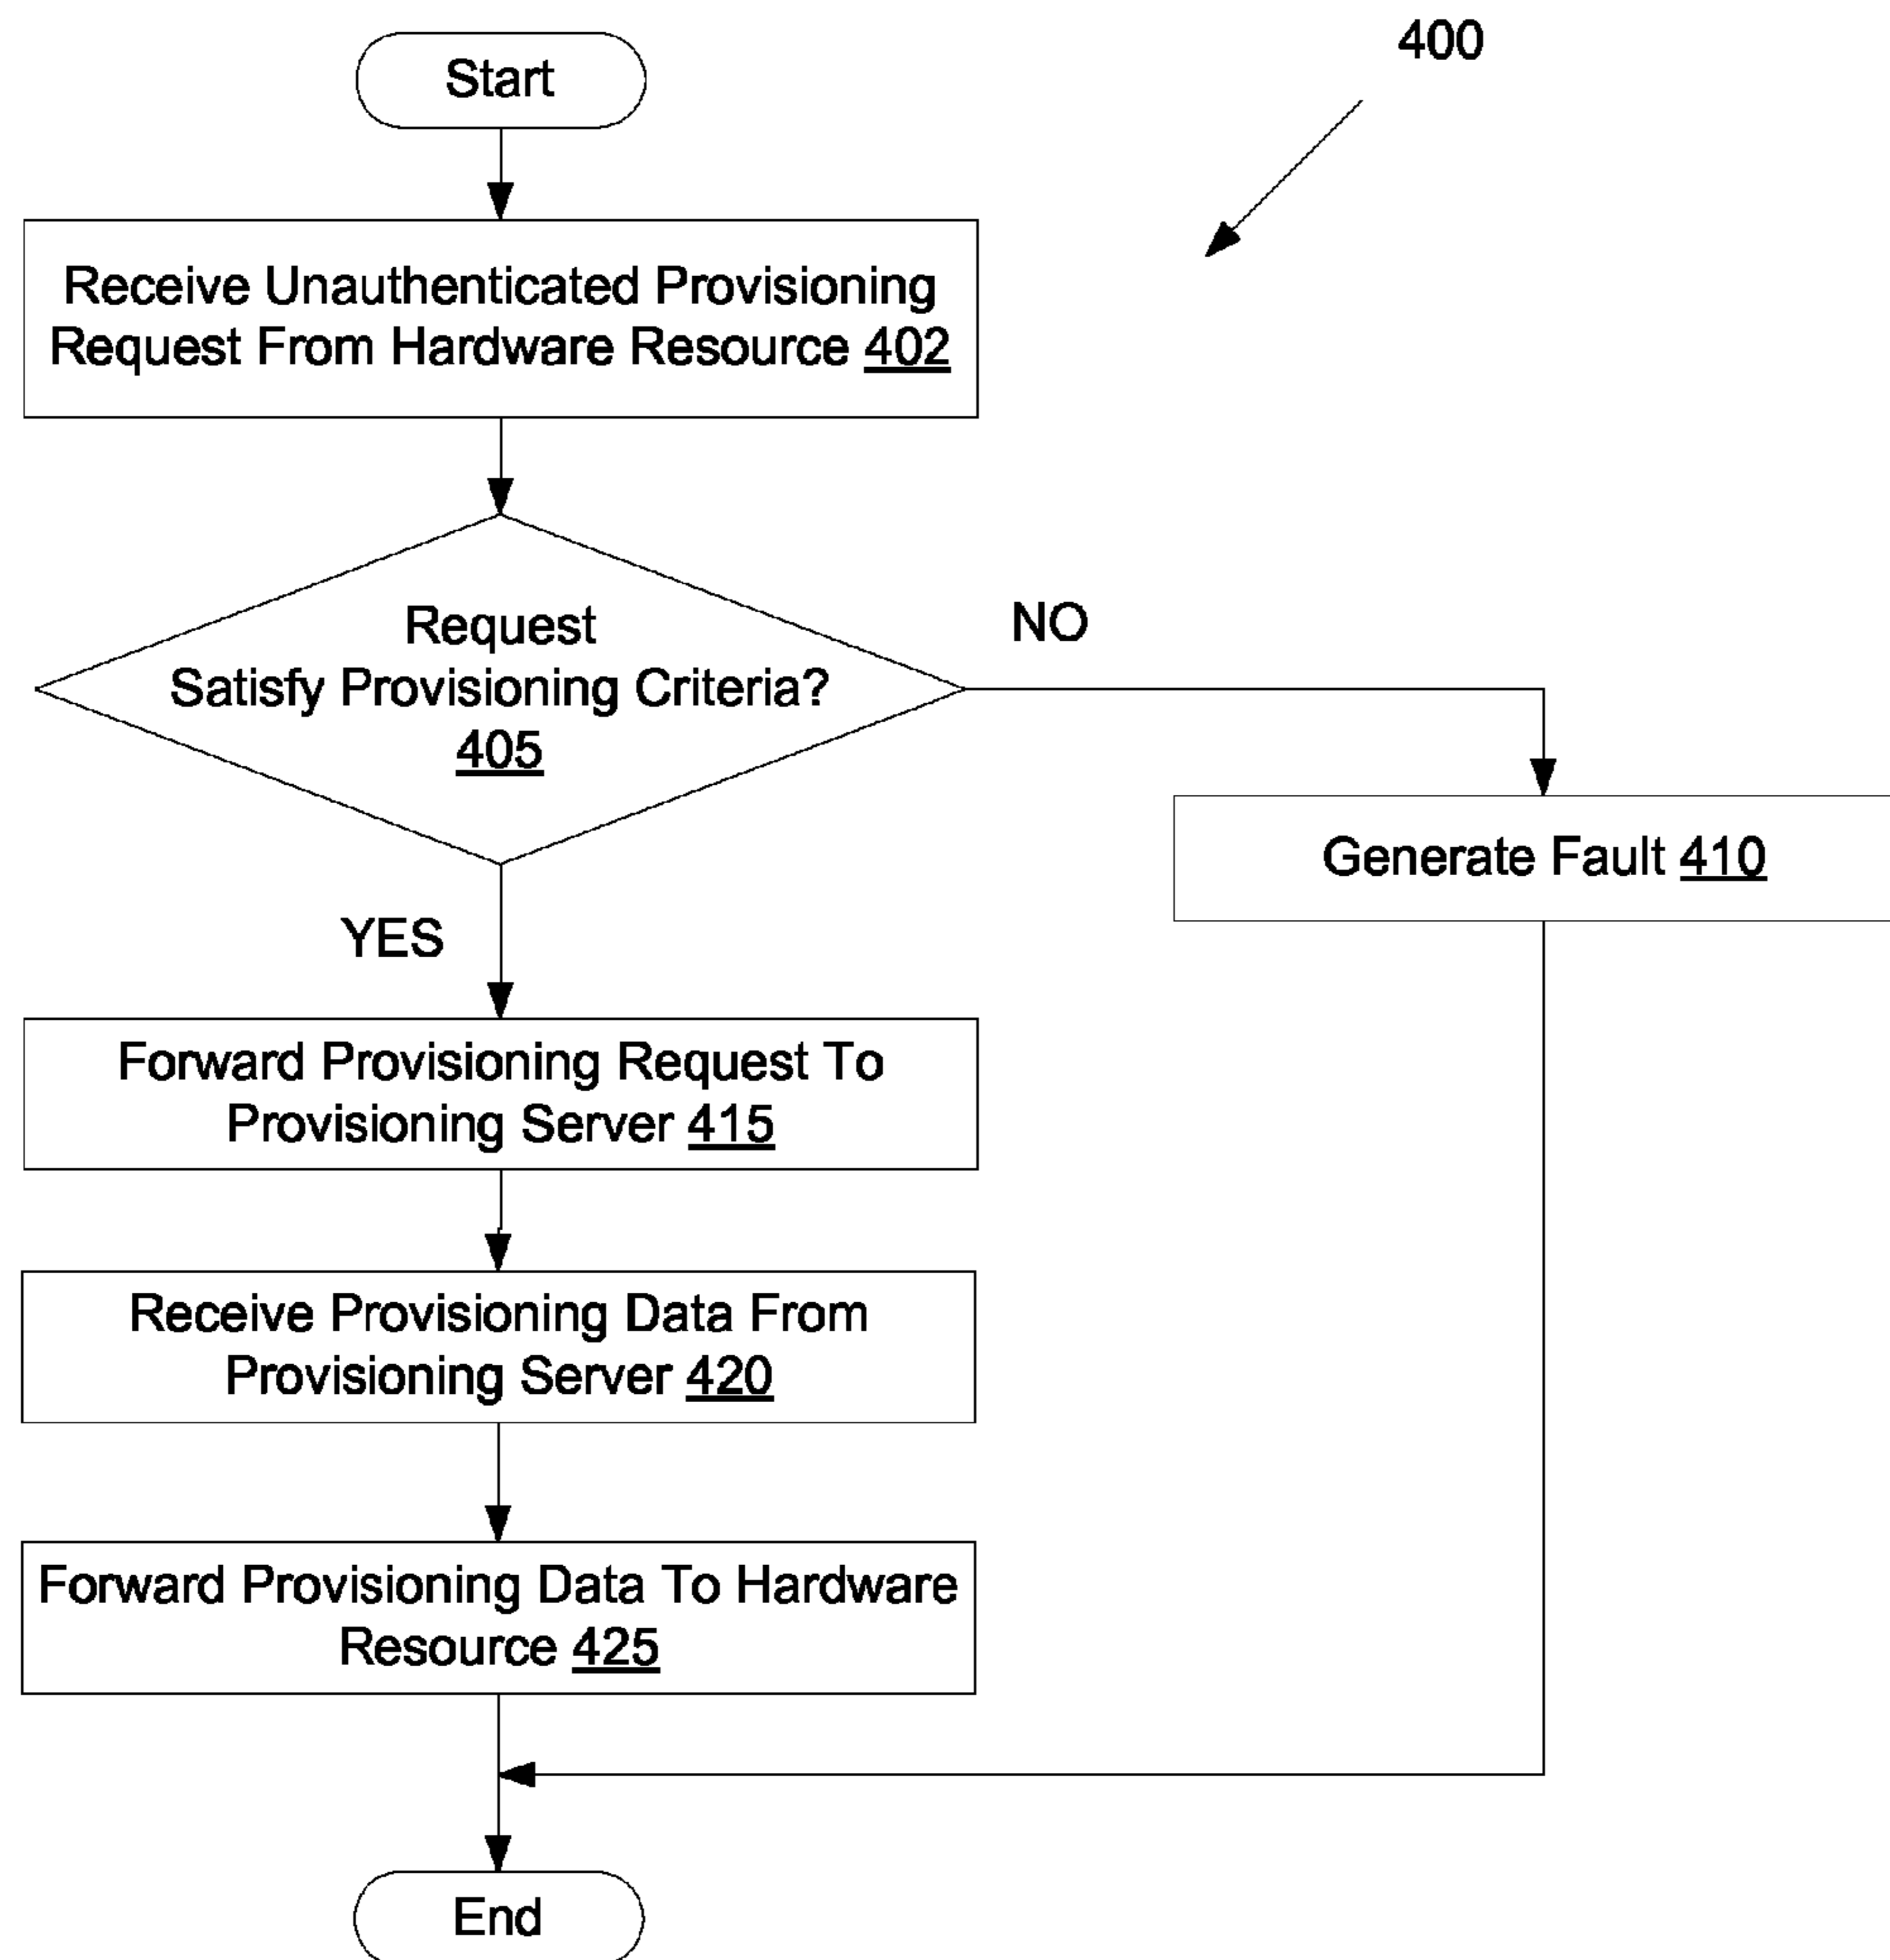 400
Start
Receive Unauthenticated Provisioning
Request From Hardware Resource 402
Request
Satisfy Provisioning Criteria?
405
NO
Generate Fault 410
YES
Forward Provisioning Request To
Provisioning Server 415
Receive Provisioning Data From
Provisioning Server 420
Forward Provisioning Data To Hardware
Resource 425
End